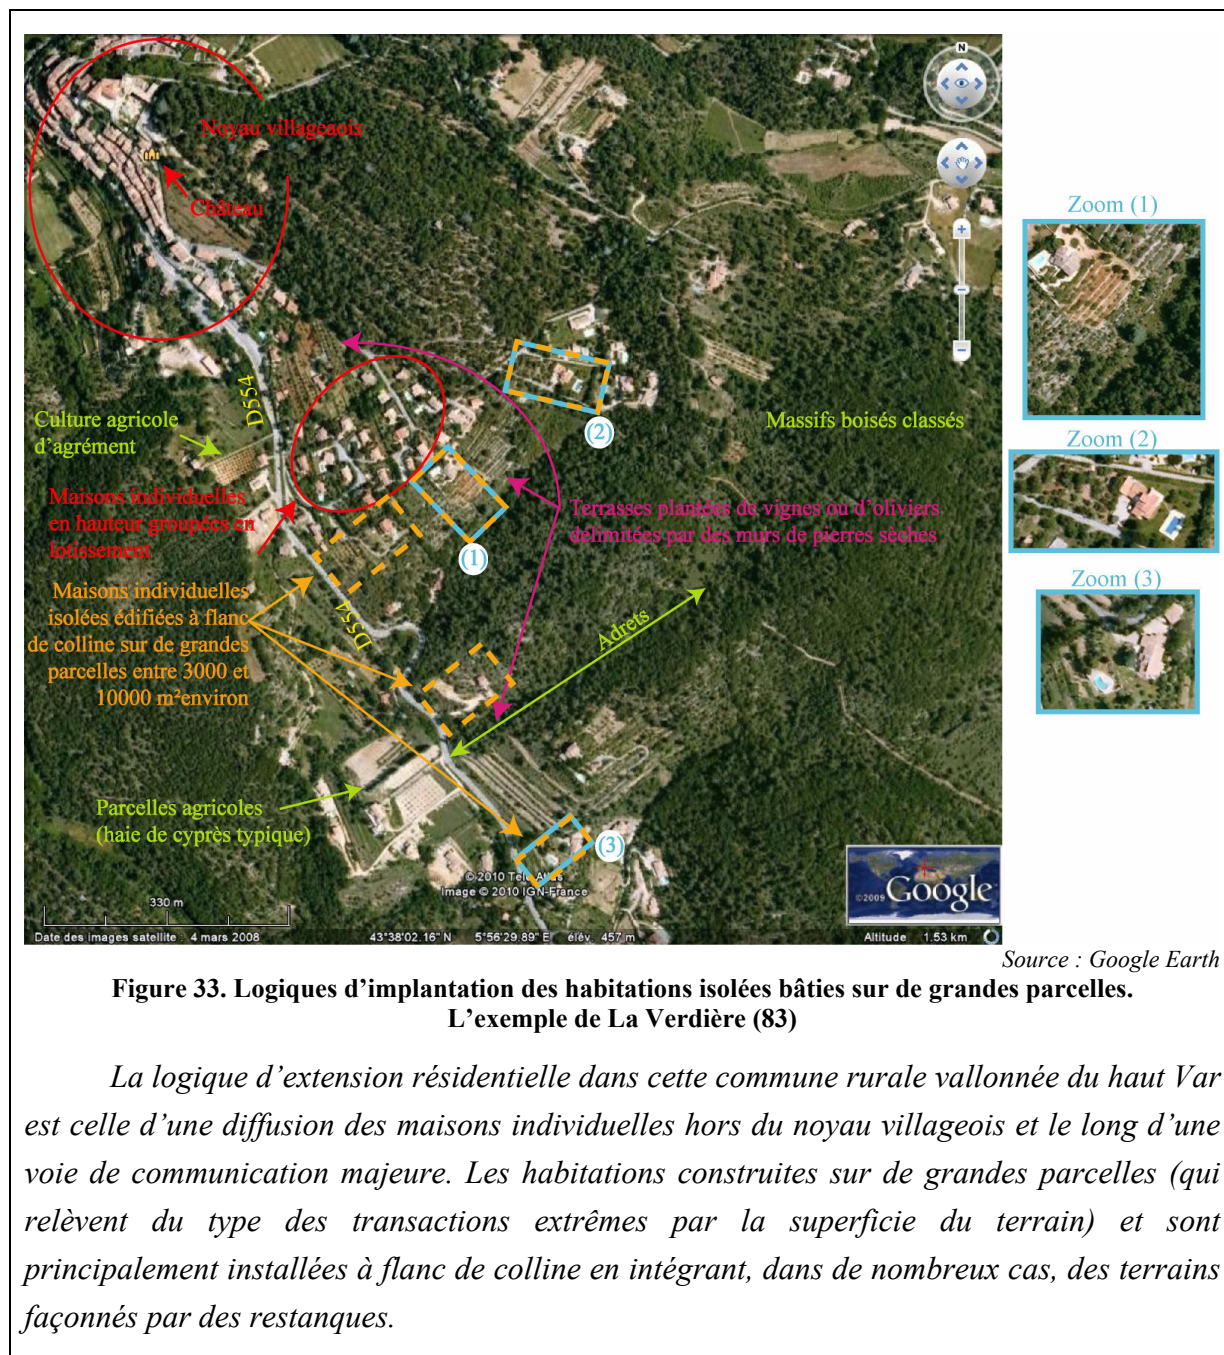 N
Noyau villageaois
Château
Zoom (1)
D554
Culture agricole
d'agrément
(2)
Massifs boisés classés
Zoom (2)
Maisons individuelles
en hauteur groupées en
lotissement
Terrasses plantées de vignes ou d'oliviers
délimitées par des murs de pierres sèches
(1)
Maisons individuelles
isolées édifiées à flanc
de colline sur de grandes
parcelles entre 3000 et
10000 m²environ
D554
Adrets
Zoom (3)
Parcelles agricoles
(haie de cyprès typique)
(3)
© 2010 Tele Atlas
Image © 2010 IGN-France
©2009 Google
330 m
Date des images satellite : 4 mars 2008 43°38'02.16" N 5°56'29.89" E élév. 457 m Altitude 1.53 km
Source : Google Earth
Figure 33. Logiques d'implantation des habitations isolées bâties sur de grandes parcelles.
L'exemple de La Verdière (83)
La logique d'extension résidentielle dans cette commune rurale vallonnée du haut Var
est celle d'une diffusion des maisons individuelles hors du noyau villageois et le long d'une
voie de communication majeure. Les habitations construites sur de grandes parcelles (qui
relèvent du type des transactions extrêmes par la superficie du terrain) et sont
principalement installées à flanc de colline en intégrant, dans de nombreux cas, des terrains
façonnés par des restanques.